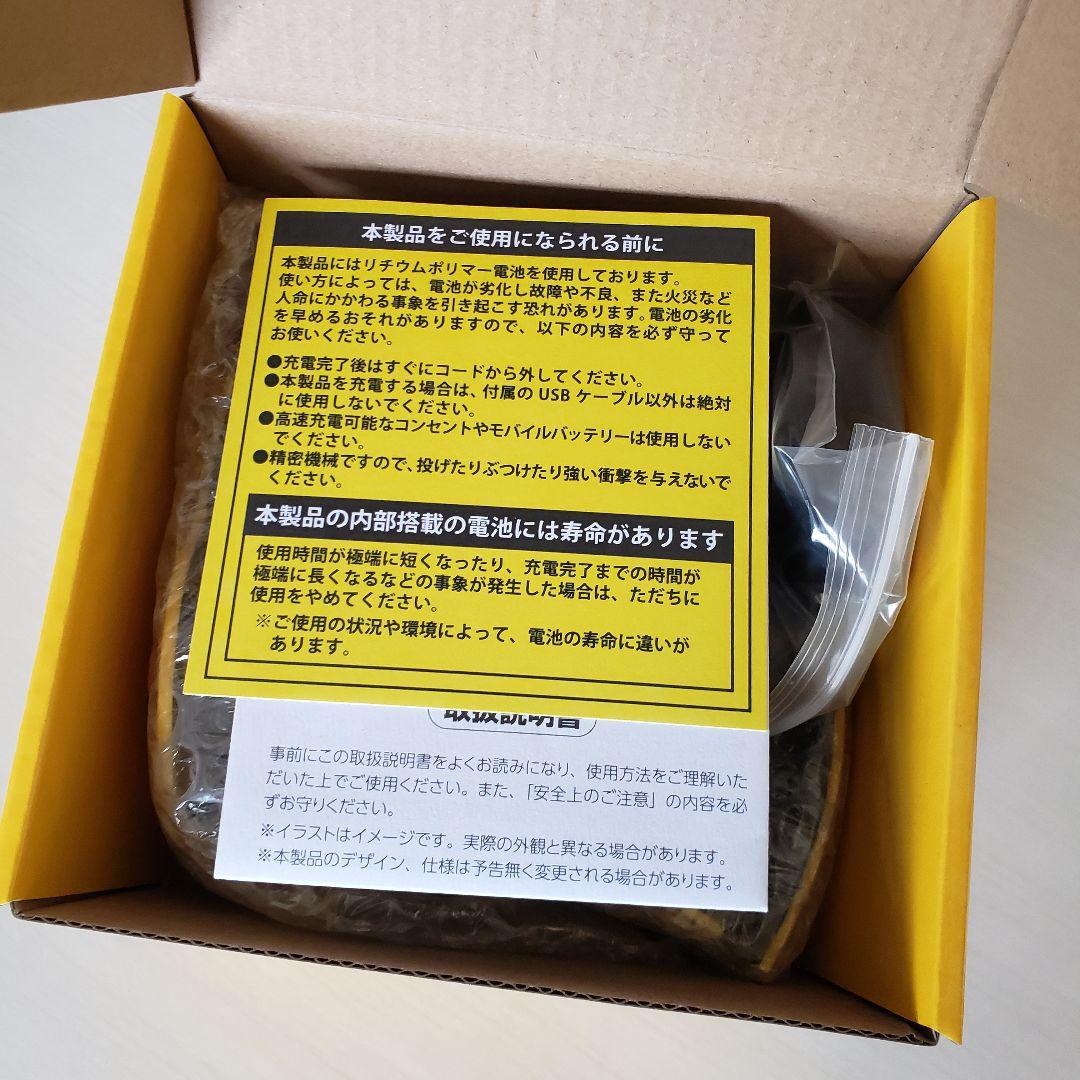 本製品をご使用になられる前に
本製品にはリチウムポリマー電池を使用しております。
使い方によっては、電池が劣化し故障や不良、また火災など
人命にかかわる事象を引き起こす恐れがあります。電池の劣化
を早めるおそれがありますので、以下の内容を必ず守って
お使いください。
●充電完了後はすぐにコードから外してください。
●本製品を充電する場合は、付属の USB ケーブル以外は絶対
に使用しないでください。
●高速充電可能なコンセントやモバイルバッテリーは使用しない
でください。
●精密機械ですので、投げたりぶつけたり強い衝撃を与えないで
ください。
本製品の内部搭載の電池には寿命があります
使用時間が極端に短くなったり、充電完了までの時間が
極端に長くなるなどの事象が発生した場合は、ただちに
使用をやめてください。
※ご使用の状況や環境によって、電池の寿命に違いが
あります。
取扱説明書
事前にこの取扱説明書をよくお読みになり、使用方法をご理解いた
だいた上でご使用ください。また、「安全上のご注意」の内容を必
ずお守りください。
※イラストはイメージです。実際の外観と異なる場合があります。
※本製品のデザイン、仕様は予告無く変更される場合があります。